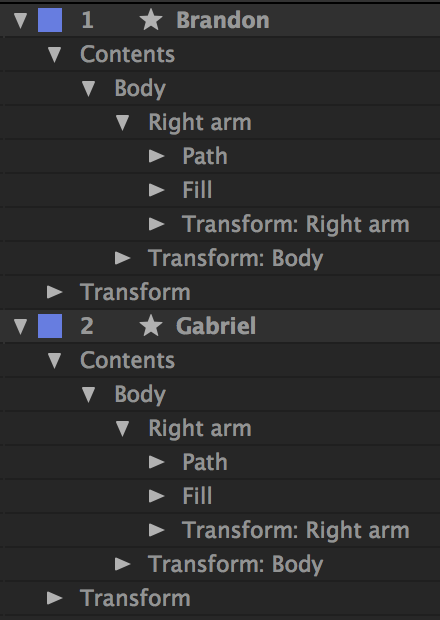 1 Brandon
Contents
Body
Right arm
Path
Fill
Transform: Right arm
Transform: Body
Transform
2 Gabriel
Contents
Body
Right arm
Path
Fill
Transform: Right arm
Transform: Body
Transform